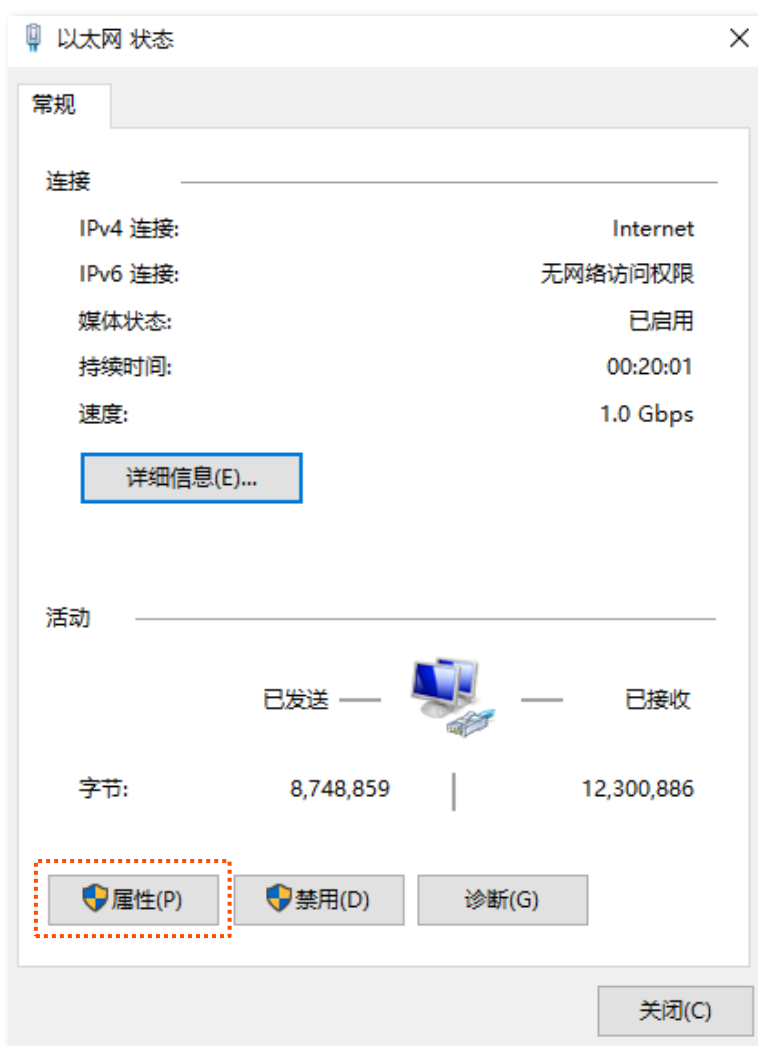 以太网 状态
常规
连接
IPv4 连接: Internet
IPv6 连接: 无网络访问权限
媒体状态: 已启用
持续时间: 00:20:01
速度: 1.0 Gbps
详细信息(E)...
活动
已发送 已接收
字节: 8,748,859 12,300,886
属性(P) 禁用(D) 诊断(G)
关闭(C)